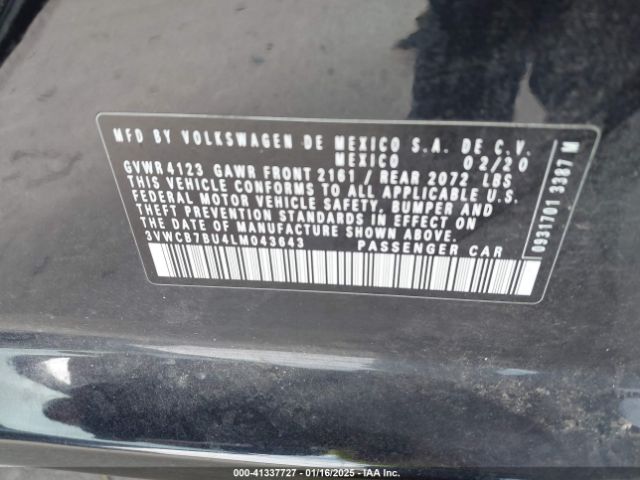 MFD BY VOLKSWAGEN DE MEXICO S.A. DE C.V.
MEXICO 02/20
GVWR 4123 GAWR FRONT 2161 / REAR 2072 LBS
THIS VEHICLE CONFORMS TO ALL APPLICABLE U.S.
FEDERAL MOTOR VEHICLE SAFETY, BUMPER AND
THEFT PREVENTION STANDARDS IN EFFECT ON
THE DATE OF MANUFACTURE SHOWN ABOVE.
3VWCB7BU4LM043643 PASSENGER CAR
0931701 3387 M
000-41337727 - 01/16/2025 - IAA Inc.